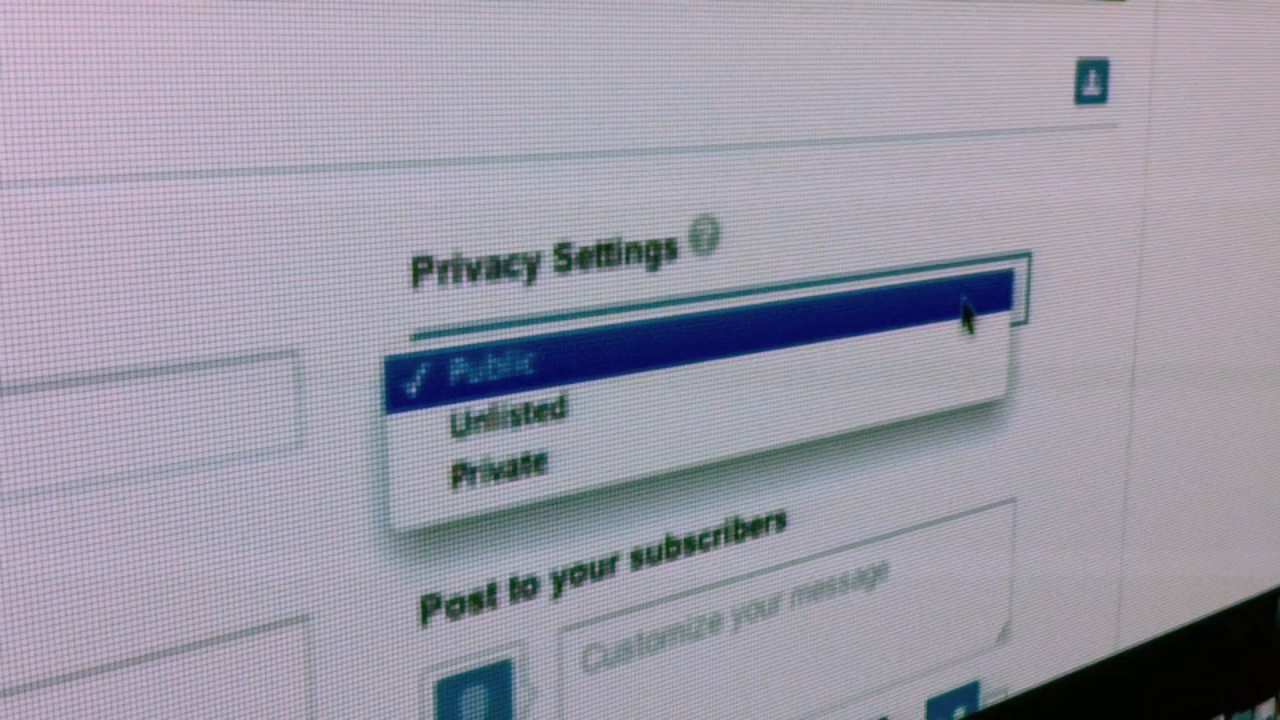 Privacy Settings ?
✓ Public
Unlisted
Private
Post to your subscribers
Customize your message